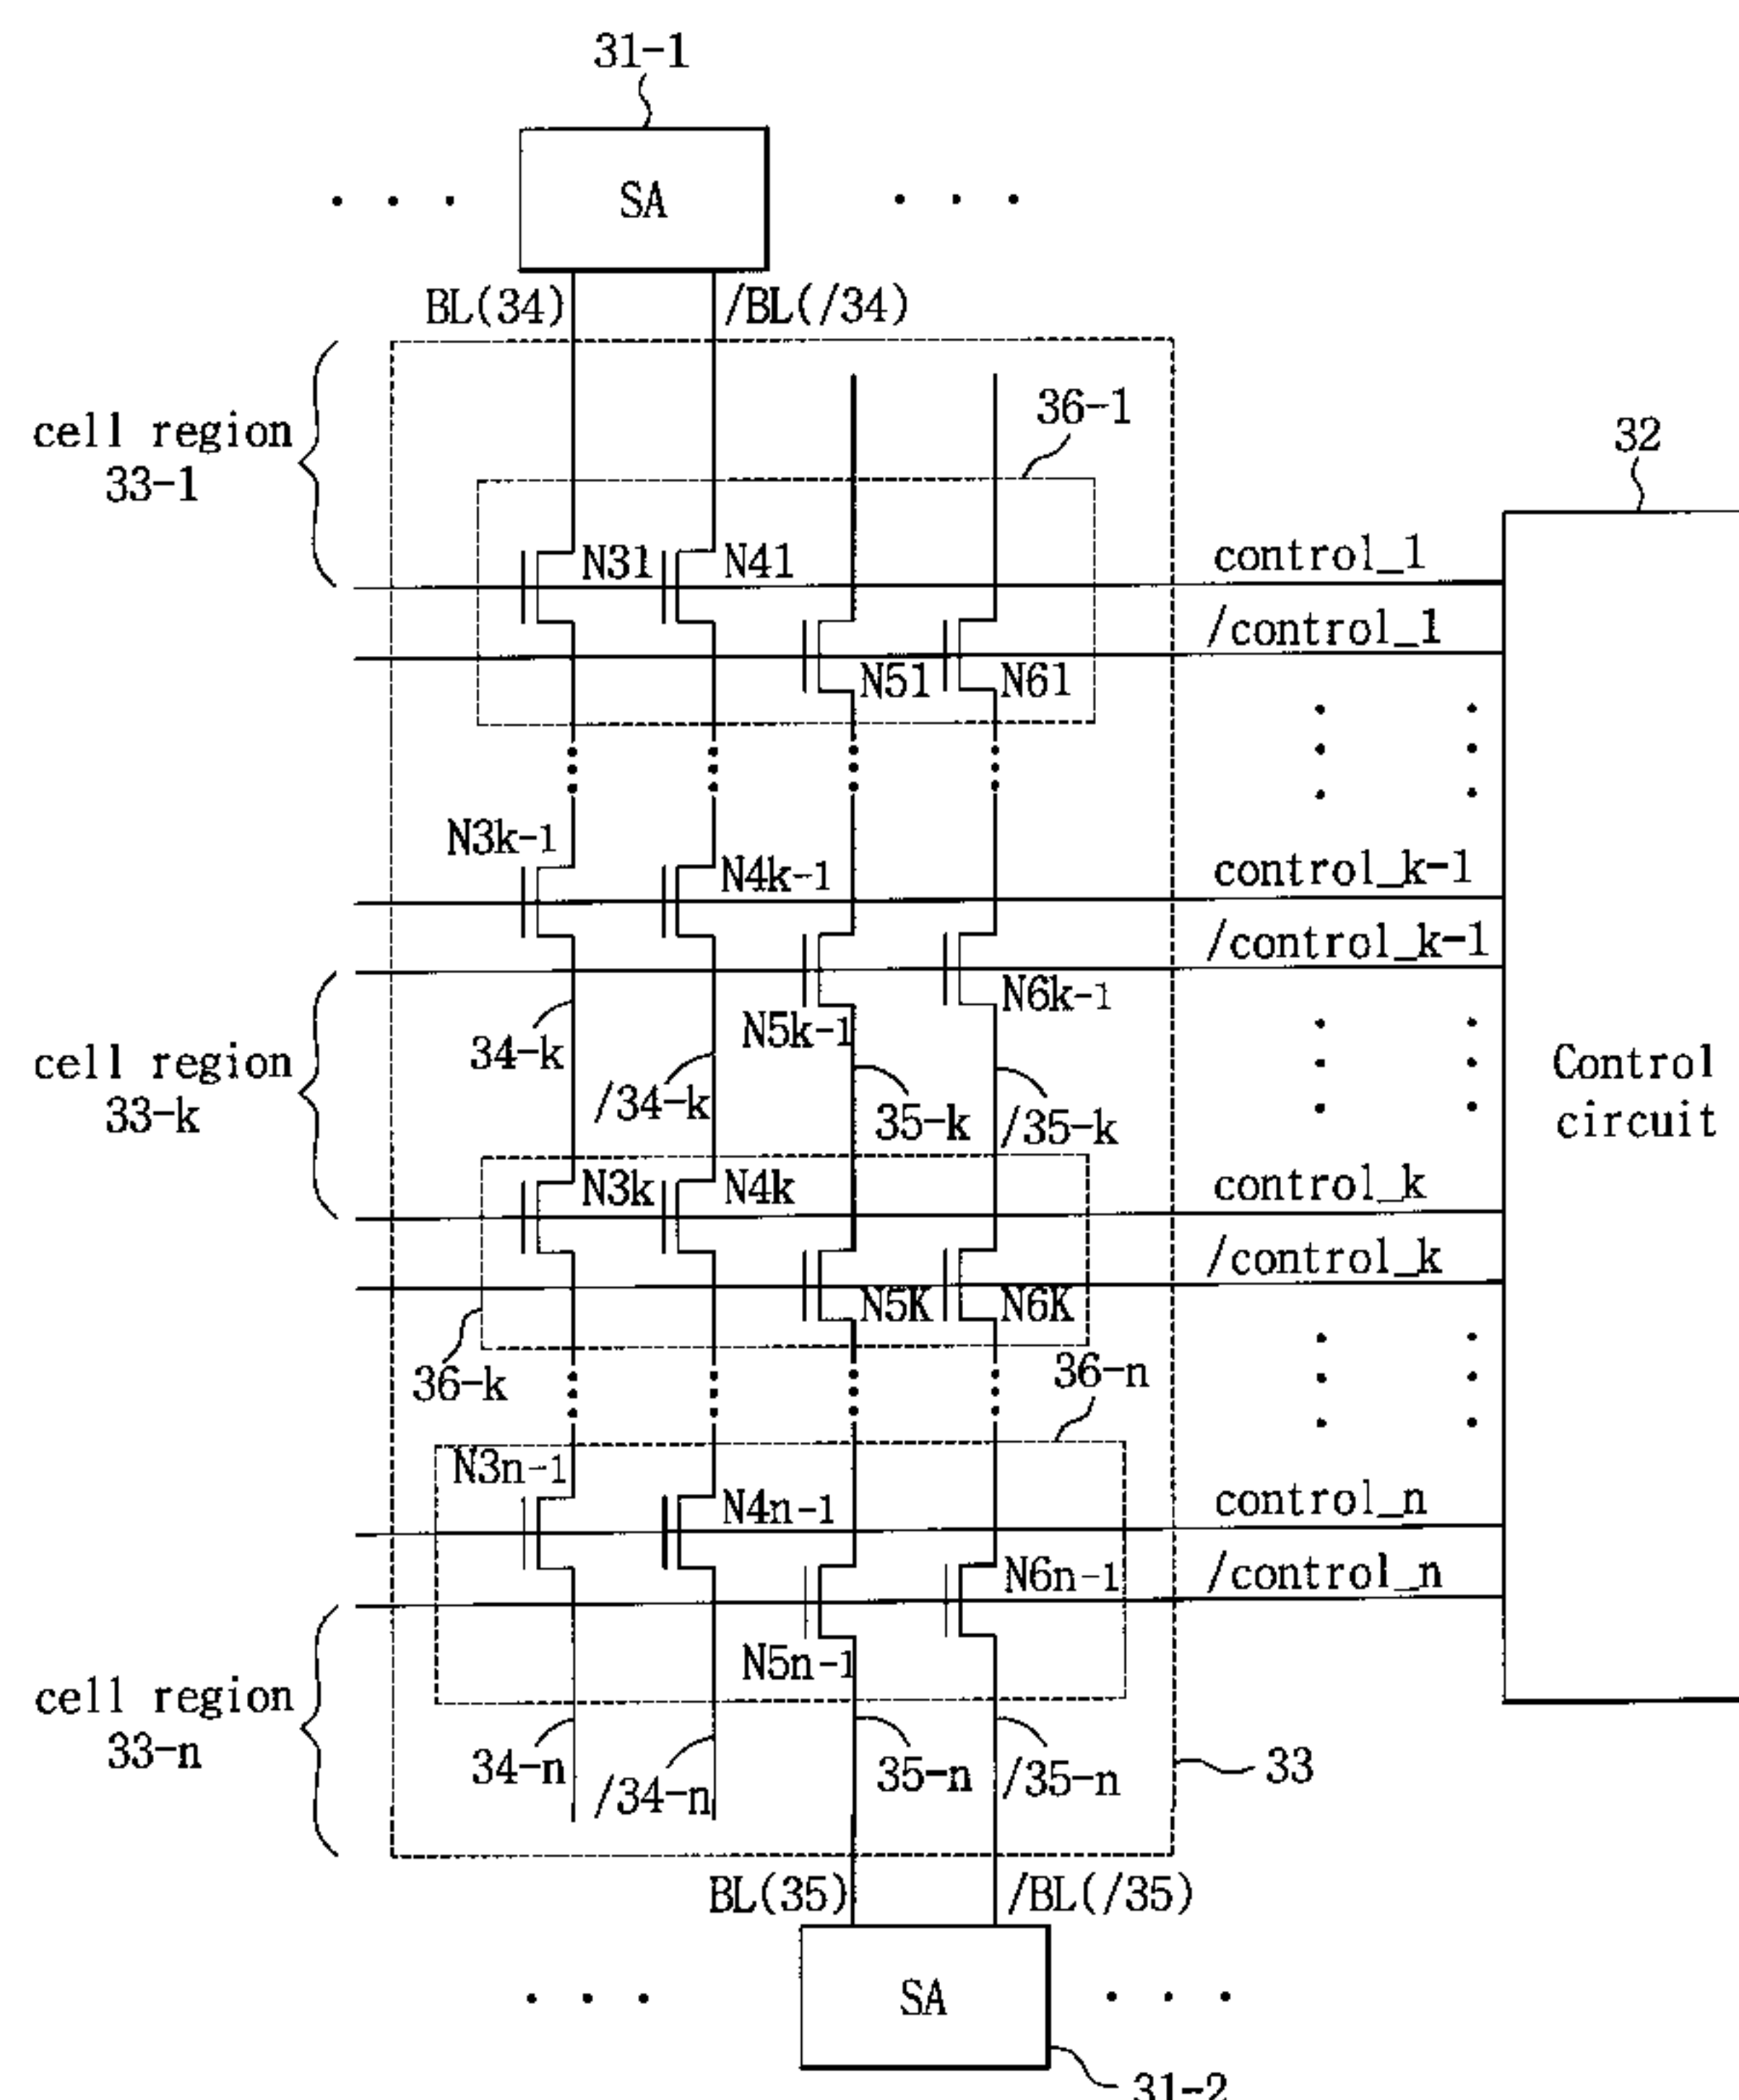 31-1
SA
BL(34)
/BL(/34)
cell region
33-1
36-1
32
N31
N41
control_1
/control_1
N51
N61
N3k-1
N4k-1
control_k-1
/control_k-1
N5k-1
N6k-1
34-k
/34-k
35-k
/35-k
cell region
33-k
Control
circuit
N3k
N4k
control_k
/control_k
N5K
N6K
36-k
36-n
N3n-1
N4n-1
control_n
N6n-1
/control_n
N5n-1
cell region
33-n
34-n
/34-n
35-n
/35-n
33
BL(35)
/BL(/35)
SA
31-2